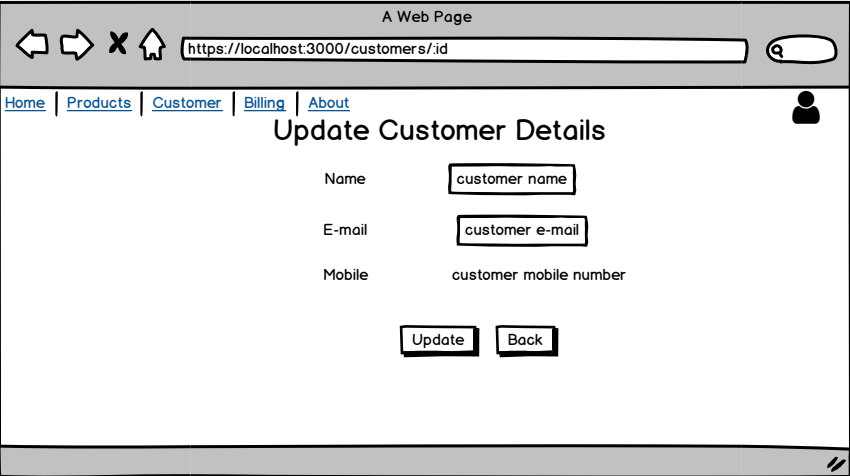 A Web Page
https://localhost:3000/customers/:id
Home Products Customer Billing About
Update Customer Details
Name customer name
E-mail customer e-mail
Mobile customer mobile number
Update Back